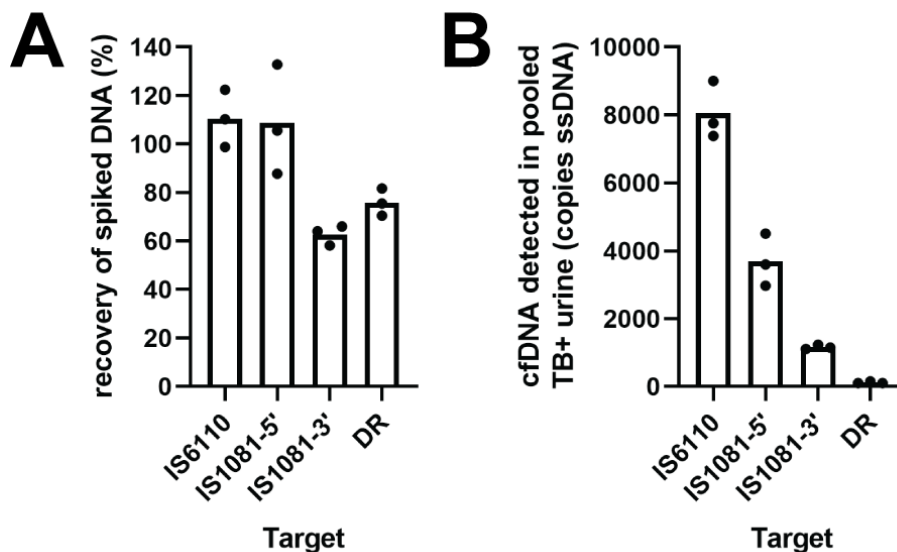 A
recovery of spiked DNA (%)
140
120
100
80
60
40
20
0
IS6110
IS1081-5'
IS1081-3'
DR
Target
B
cfDNA detected in pooled
TB+ urine (copies ssDNA)
10000
8000
6000
4000
2000
0
IS6110
IS1081-5'
IS1081-3'
DR
Target